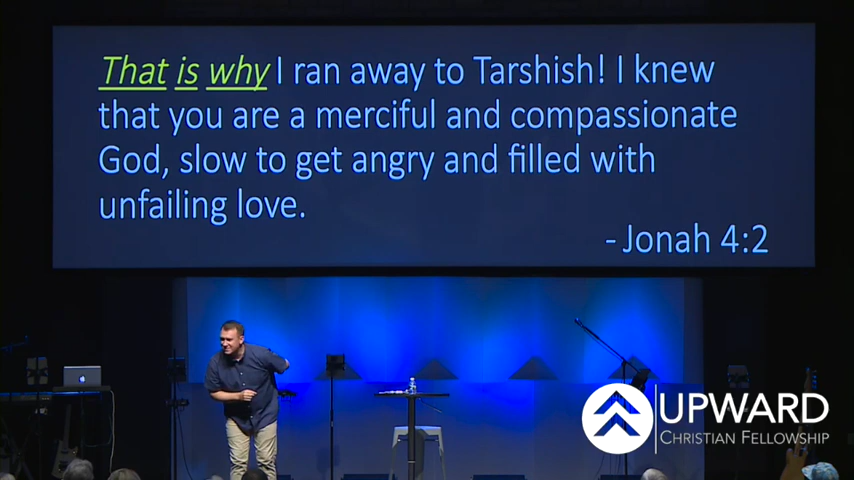 That is why I ran away to Tarshish! I knew
that you are a merciful and compassionate
God, slow to get angry and filled with
unfailing love.
- Jonah 4:2
UPWARD
CHRISTIAN FELLOWSHIP